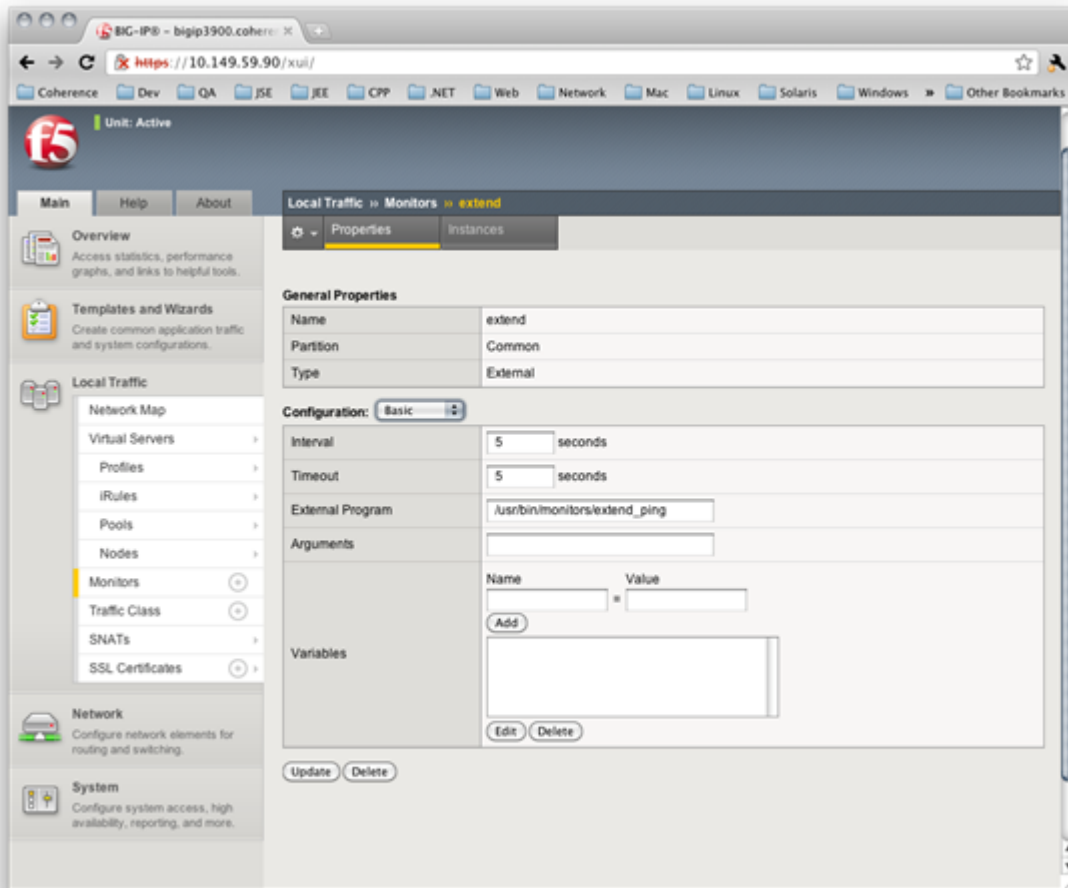 BIG-IP® - bigip3900.cohere
https://10.149.59.90/xui/
Coherence Dev QA JSE JEE CPP .NET Web Network Mac Linux Solaris Windows » Other Bookmarks
f5
Unit: Active
Main Help About
Local Traffic » Monitors » extend
Properties Instances
Overview
Access statistics, performance
graphs, and links to helpful tools.
Templates and Wizards
Create common application traffic
and system configurations.
Local Traffic
Network Map
Virtual Servers
Profiles
iRules
Pools
Nodes
Monitors
Traffic Class
SNATs
SSL Certificates
Network
Configure network elements for
routing and switching.
System
Configure system access, high
availability, reporting, and more.
General Properties
Name extend
Partition Common
Type External
Configuration: Basic
Interval 5 seconds
Timeout 5 seconds
External Program /usr/bin/monitors/extend_ping
Arguments
Name Value
=
Add
Variables
Edit Delete
Update Delete